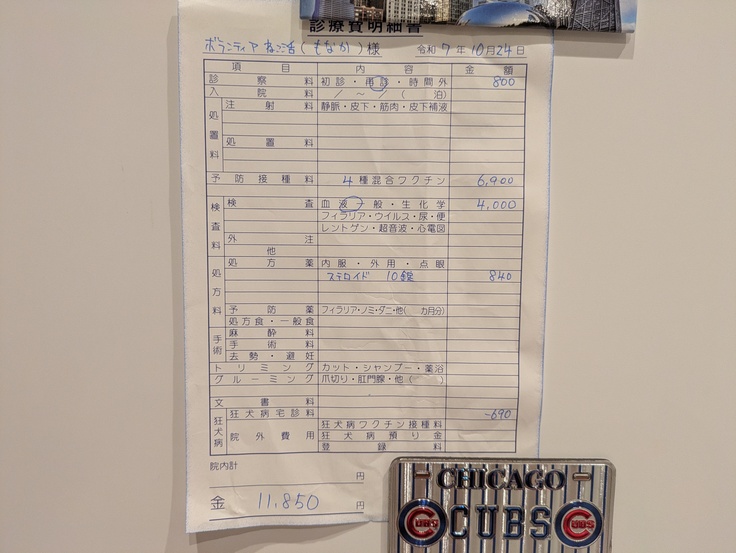 診療費明細書
ボランティアねこ活(もなか)様 令和7年10月24日
項目 内容 金額
診察料 初診・再診・時間外 800
入院料 / ～ / ( 泊)
処置料 注射料 静脈・皮下・筋肉・皮下補液
処置料
予防接種料 4種混合ワクチン 6,900
検査料 検査 血液一般・生化学 4,000
フィラリア・ウイルス・尿・便
レントゲン・超音波・心電図
外注
他
処方料 処方薬 内服・外用・点眼
ステロイド 10錠 840
予防薬 フィラリア・ノミ・ダニ・他( カ月分)
処方食・一般食
手術 麻酔料
手術料
去勢・避妊
トリミング カット・シャンプー・薬浴
グルーミング 爪切り・肛門腺・他( )
文書料
狂犬病 狂犬病宅診料 -690
院外費用 狂犬病ワクチン接種料
狂犬病預り金
登録料
院内計 円
金 11,850 円
CHICAGO
CUBS CUBS CUBS